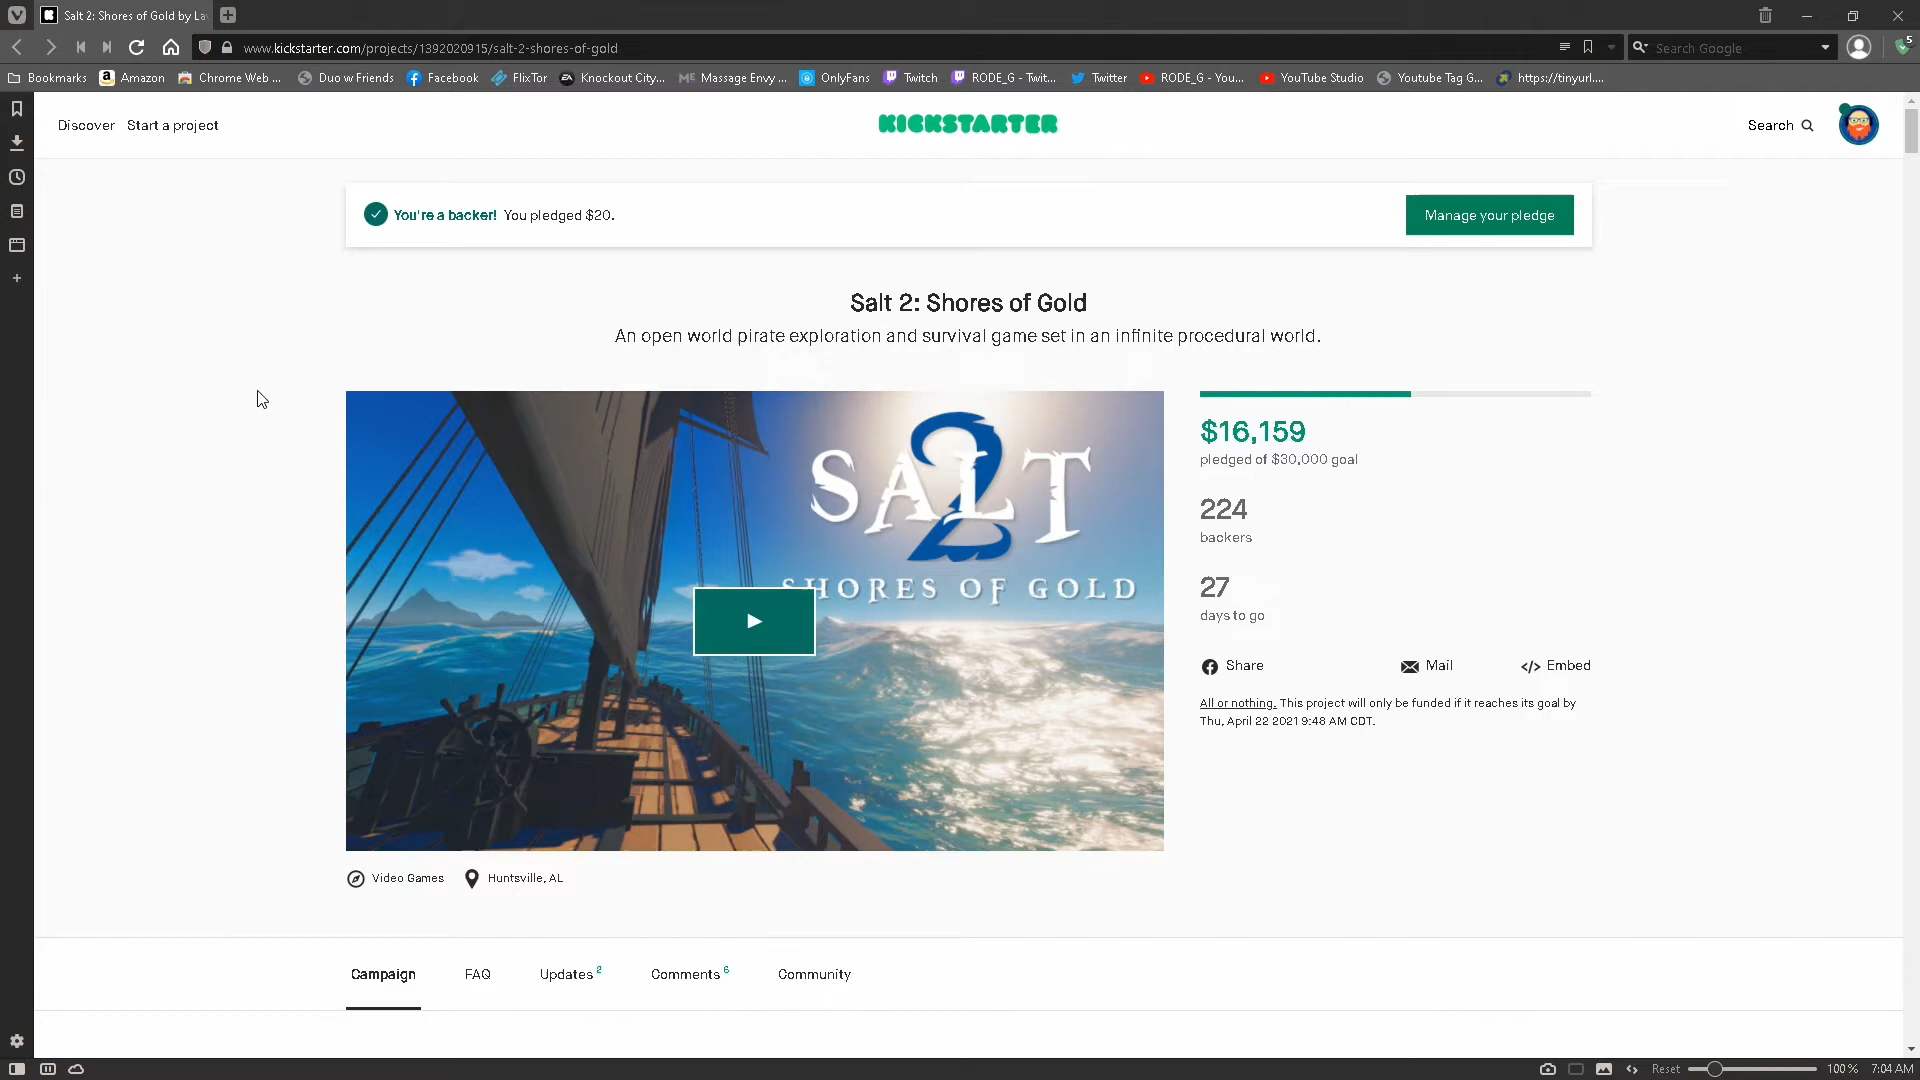 Salt 2: Shores of Gold by La
www.kickstarter.com/projects/1392020915/salt-2-shores-of-gold
Search Google
5
Bookmarks
Amazon
Chrome Web ...
Duo w Friends
Facebook
FlixTor
Knockout City...
Massage Envy ...
OnlyFans
Twitch
RODE_G - Twit...
Twitter
RODE_G - You...
YouTube Studio
Youtube Tag G...
https://tinyurl....
Discover
Start a project
KICKSTARTER
Search
You're a backer! You pledged $20.
Manage your pledge
Salt 2: Shores of Gold
An open world pirate exploration and survival game set in an infinite procedural world.
SALT
2
SHORES OF GOLD
$16,159
pledged of $30,000 goal
224
backers
27
days to go
Share
Mail
Embed
All or nothing. This project will only be funded if it reaches its goal by
Thu, April 22 2021 9:48 AM CDT.
Video Games
Huntsville, AL
Campaign
FAQ
Updates 2
Comments 6
Community
Reset
100 %
7:04 AM